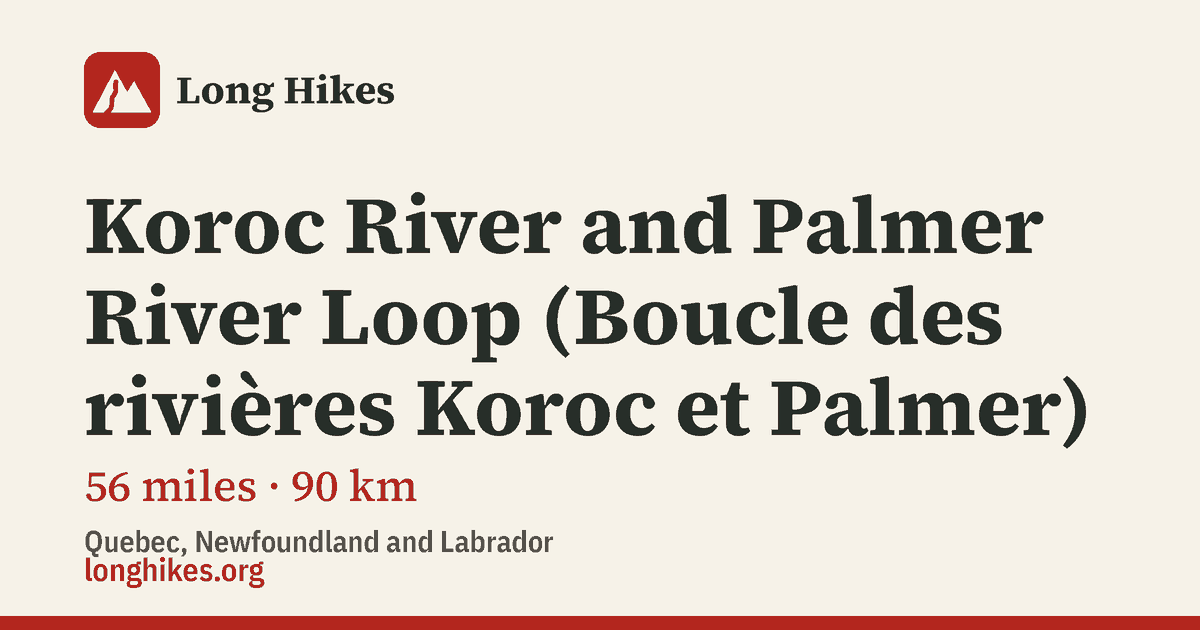 Long Hikes
Koroc River and Palmer
River Loop (Boucle des
rivières Koroc et Palmer)
56 miles · 90 km
Quebec, Newfoundland and Labrador
longhikes.org